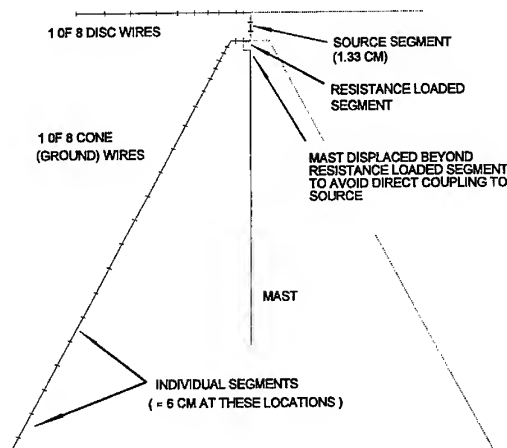 1 OF 8 DISC WIRES
SOURCE SEGMENT
(1.33 CM)
RESISTANCE LOADED
SEGMENT
1 OF 8 CONE
(GROUND) WIRES
MAST DISPLACED BEYOND
RESISTANCE LOADED SEGMENT
TO AVOID DIRECT COUPLING TO
SOURCE
MAST
INDIVIDUAL SEGMENTS
( = 6 CM AT THESE LOCATIONS )